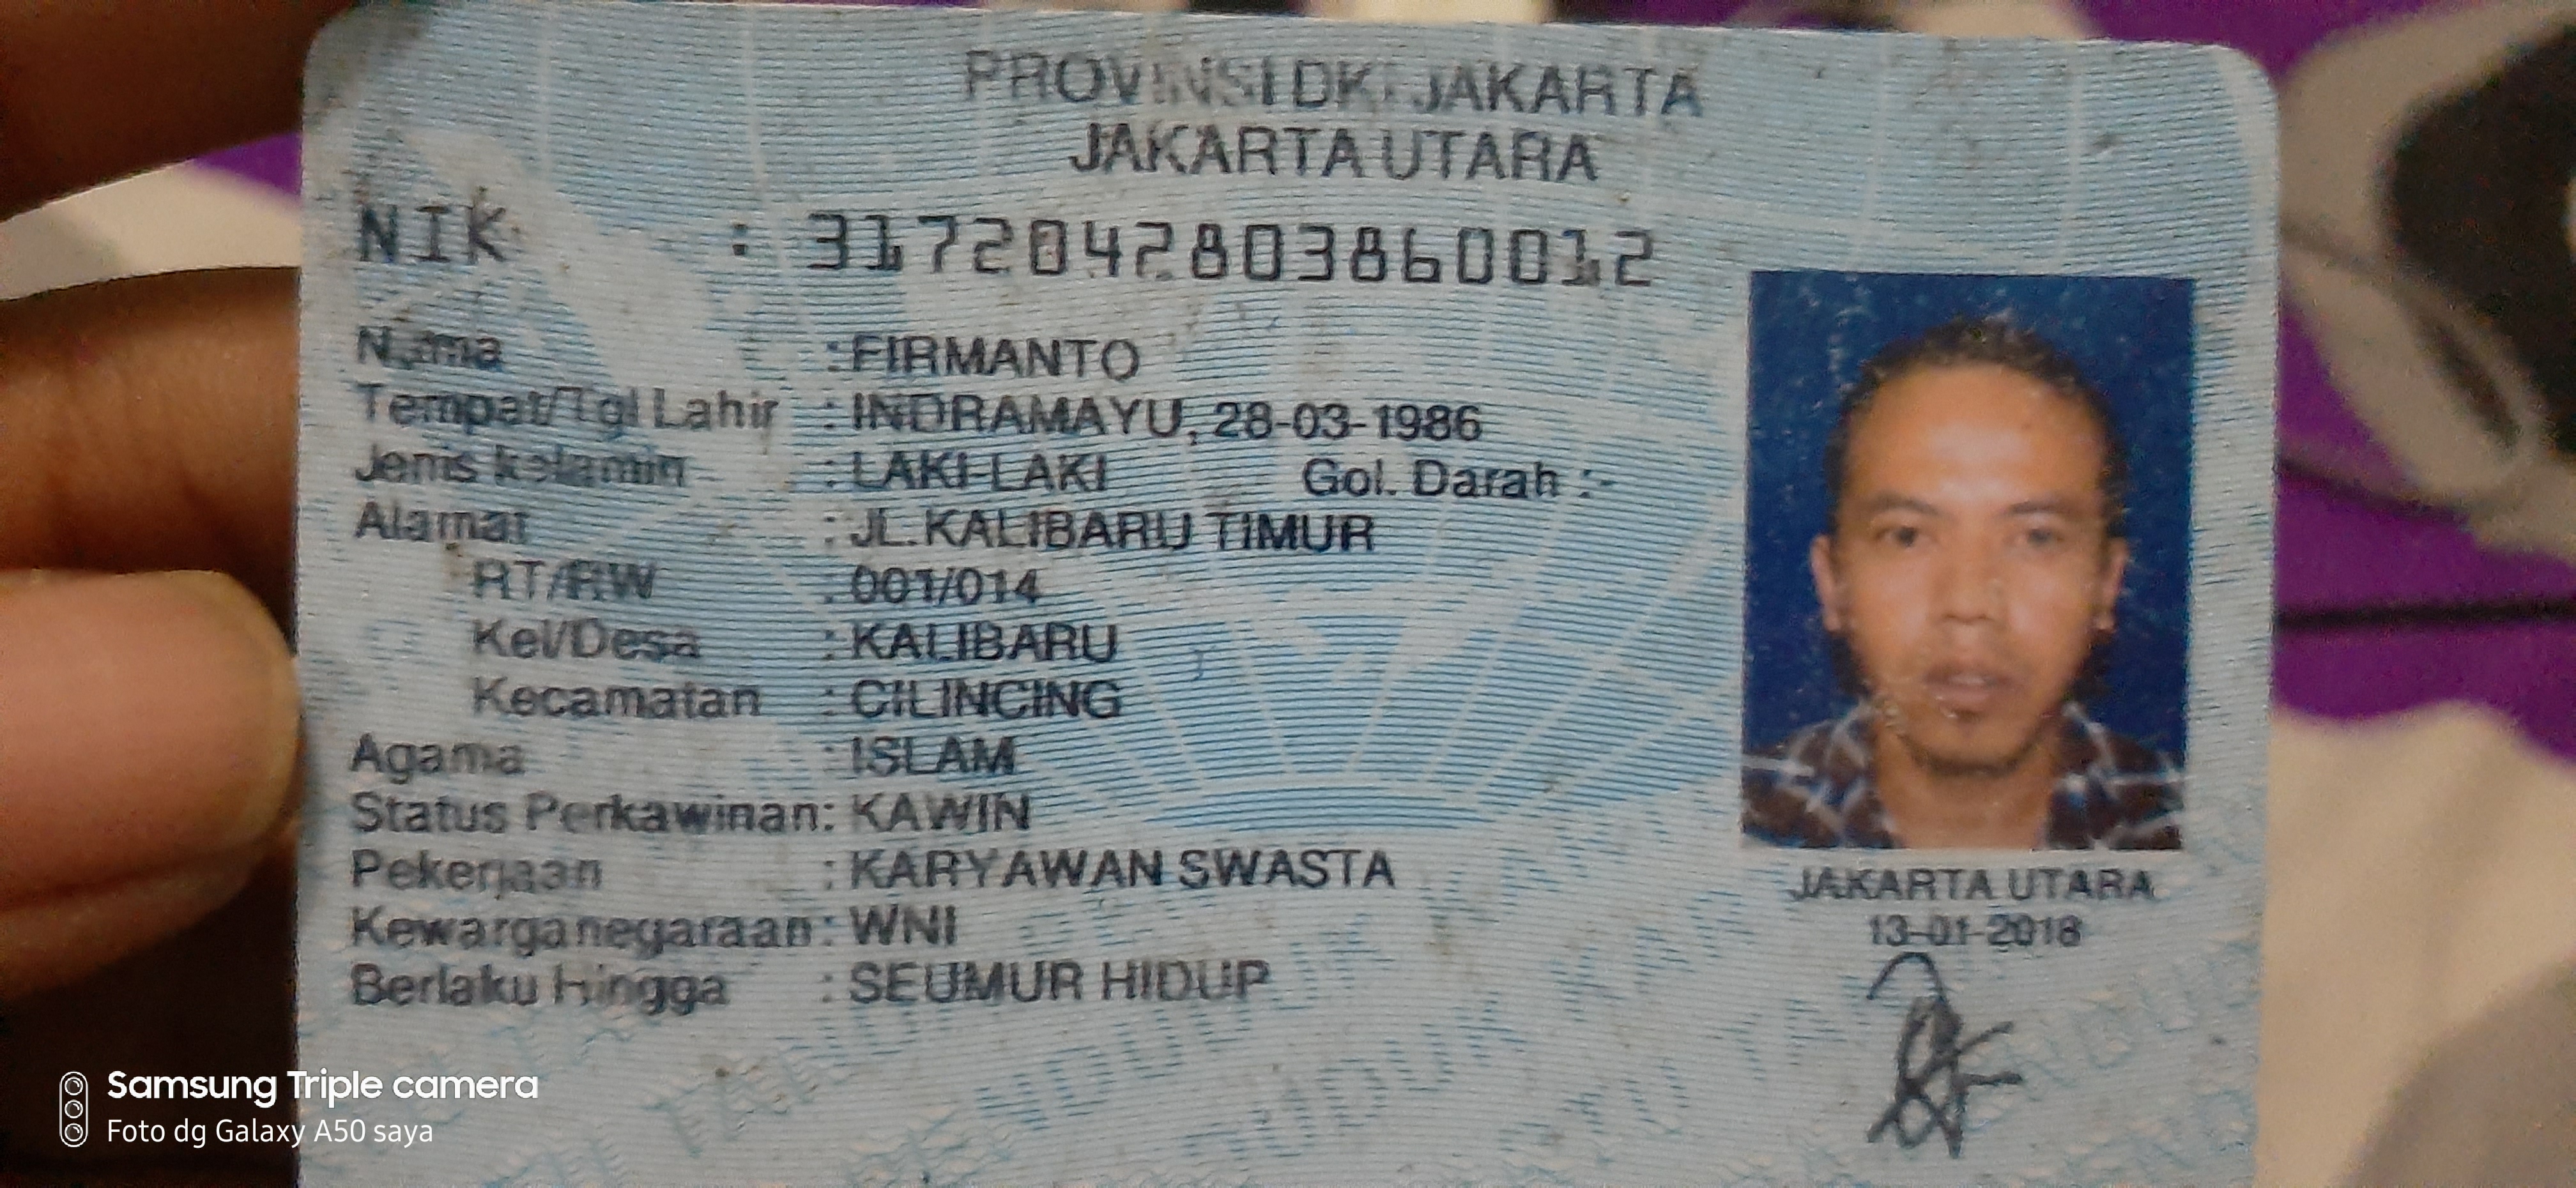 PROVINSI DKI JAKARTA
JAKARTA UTARA
NIK : 3172042803860012
Nama : FIRMANTO
Tempat/Tgl Lahir : INDRAMAYU, 28-03-1986
Jenis kelamin : LAKI-LAKI Gol. Darah :-
Alamat : JL.KALIBARU TIMUR
RT/RW : 001/014
Kel/Desa : KALIBARU
Kecamatan : CILINCING
Agama : ISLAM
Status Perkawinan: KAWIN
Pekerjaan : KARYAWAN SWASTA
Kewarganegaraan: WNI
Berlaku Hingga : SEUMUR HIDUP
JAKARTA UTARA
13-01-2018
Samsung Triple camera
Foto dg Galaxy A50 saya